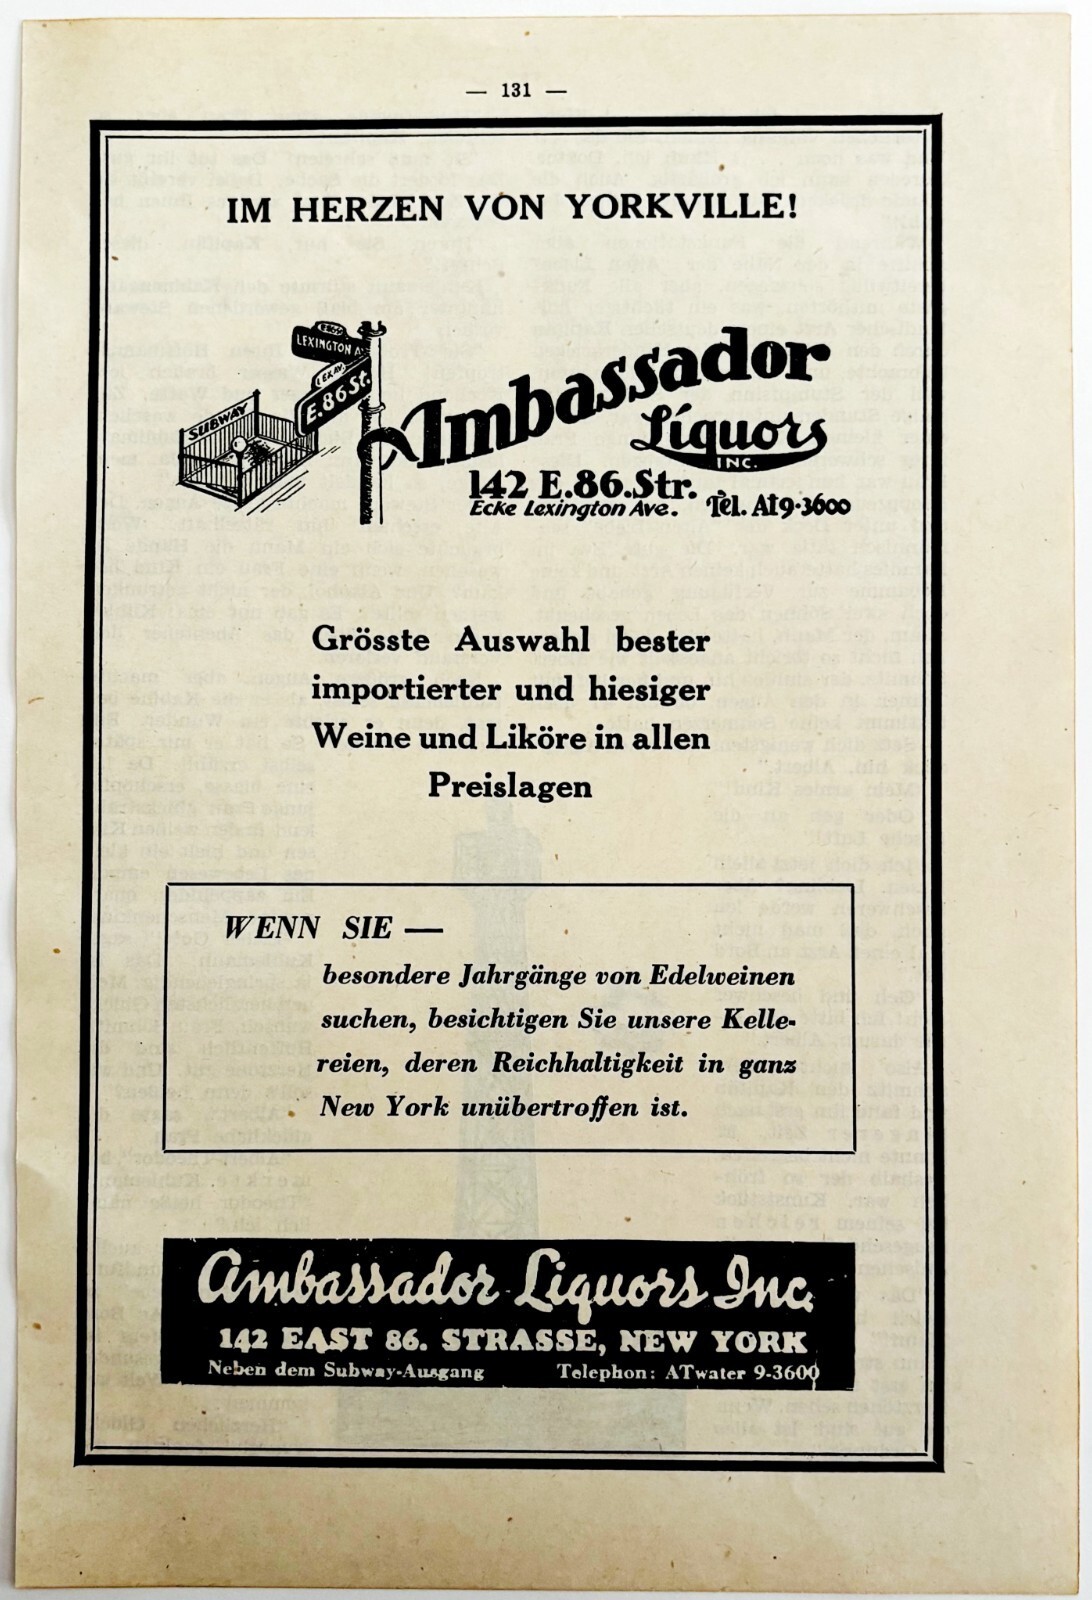 — 131 —
IM HERZEN VON YORKVILLE!
LEXINGTON A
LEX.AV.
E.86 St.
SUBWAY
Ambassador
Liquors
INC.
142 E.86.Str.
Ecke Lexington Ave. Tel. At9-3600
Grösste Auswahl bester
importierter und hiesiger
Weine und Liköre in allen
Preislagen
WENN SIE —
besondere Jahrgänge von Edelweinen
suchen, besichtigen Sie unsere Kelle-
reien, deren Reichhaltigkeit in ganz
New York unübertroffen ist.
Ambassador Liquors Inc.
142 EAST 86. STRASSE, NEW YORK
Neben dem Subway-Ausgang Telephon: ATwater 9-3600